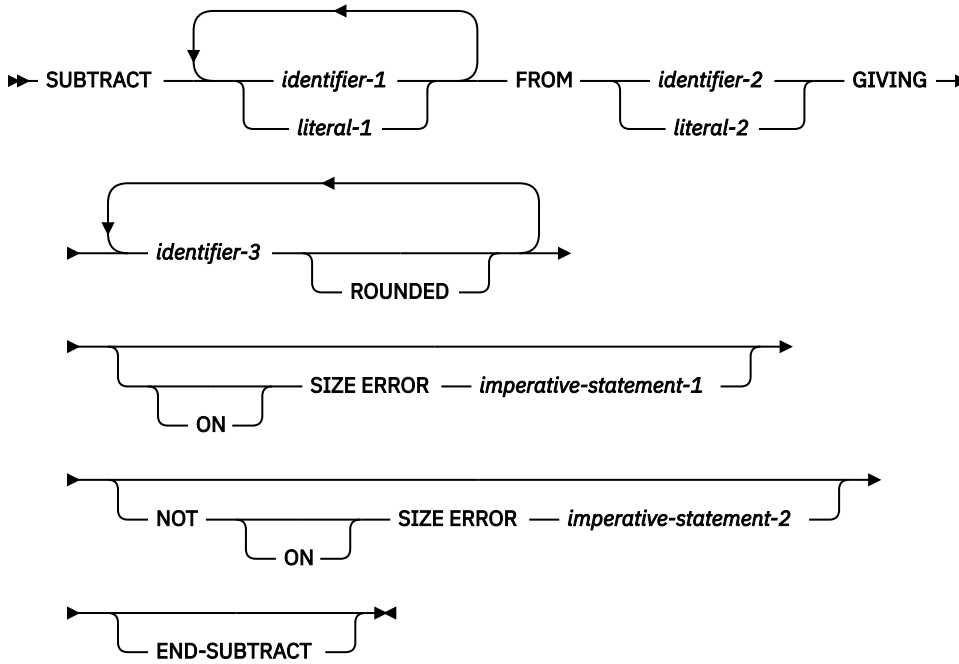 SUBTRACT identifier-1 FROM identifier-2 GIVING
literal-1 literal-2
identifier-3
ROUNDED
SIZE ERROR imperative-statement-1
ON
NOT SIZE ERROR imperative-statement-2
ON
END-SUBTRACT